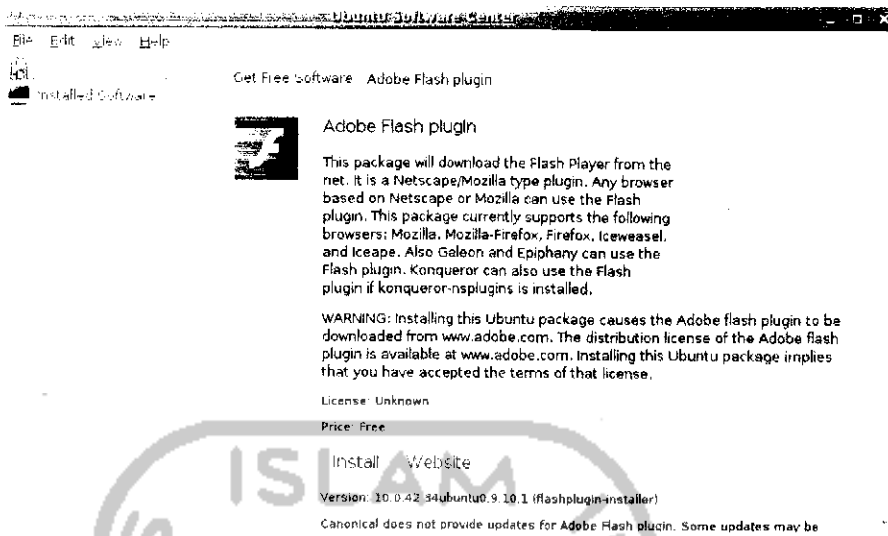 Ubuntu Software Center
File Edit View Help
Get Free Software Adobe Flash plugin
Installed Software
Adobe Flash plugin
This package will download the Flash Player from the
net. It is a Netscape/Mozilla type plugin. Any browser
based on Netscape or Mozilla can use the Flash
plugin. This package currently supports the following
browsers: Mozilla, Mozilla-Firefox, Firefox, Iceweasel,
and Iceape. Also Galeon and Epiphany can use the
Flash plugin. Konqueror can also use the Flash
plugin if konqueror-nsplugins is installed.
WARNING: Installing this Ubuntu package causes the Adobe flash plugin to be
downloaded from www.adobe.com. The distribution license of the Adobe flash
plugin is available at www.adobe.com. Installing this Ubuntu package implies
that you have accepted the terms of that license.
License: Unknown
Price: Free
Install Website
ISLAM
Version: 10.0.42.34ubuntu0.9.10.1 (flashplugin-installer)
Canonical does not provide updates for Adobe Flash plugin. Some updates may be